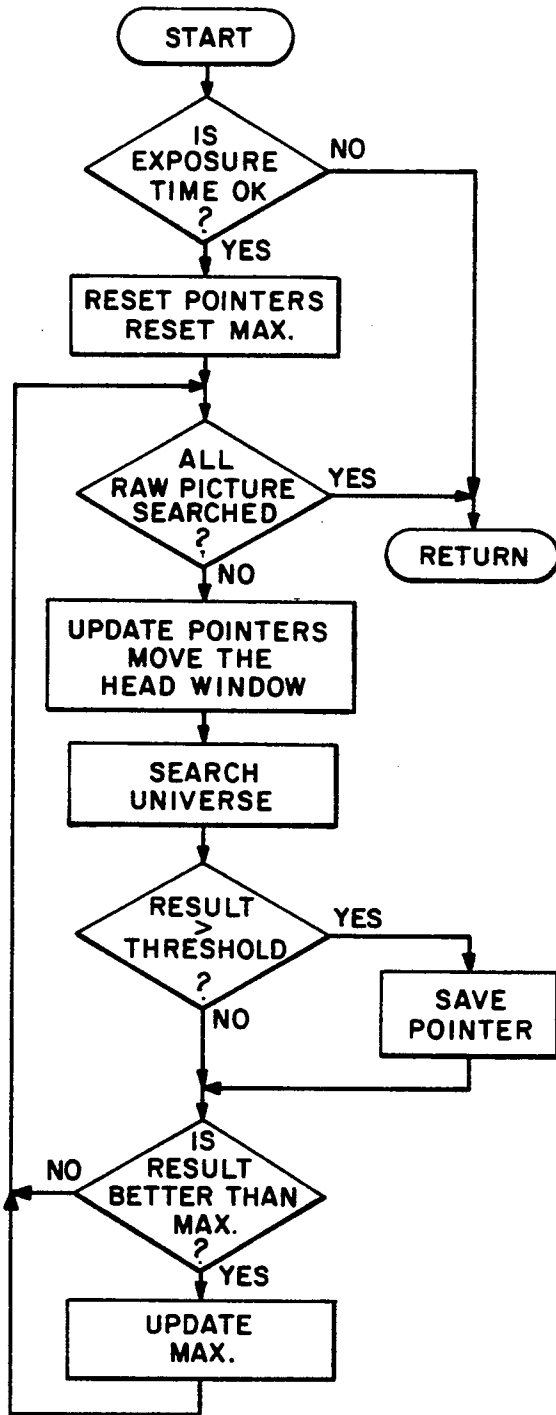 START
IS
EXPOSURE
TIME OK
?
NO
YES
RESET POINTERS
RESET MAX.
ALL
RAW PICTURE
SEARCHED
?
YES
RETURN
NO
UPDATE POINTERS
MOVE THE
HEAD WINDOW
SEARCH
UNIVERSE
RESULT
>
THRESHOLD
?
YES
SAVE
POINTER
NO
IS
RESULT
BETTER THAN
MAX.
?
NO
YES
UPDATE
MAX.